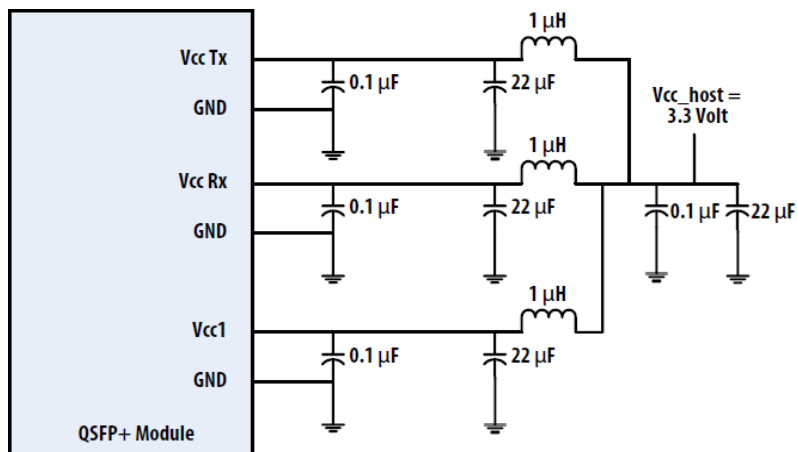 1 μH
Vcc Tx
0.1 μF
22 μF
GND
Vcc_host =
3.3 Volt
1 μH
Vcc Rx
0.1 μF
22 μF
0.1 μF
22 μF
GND
1 μH
Vcc1
0.1 μF
22 μF
GND
QSFP+ Module